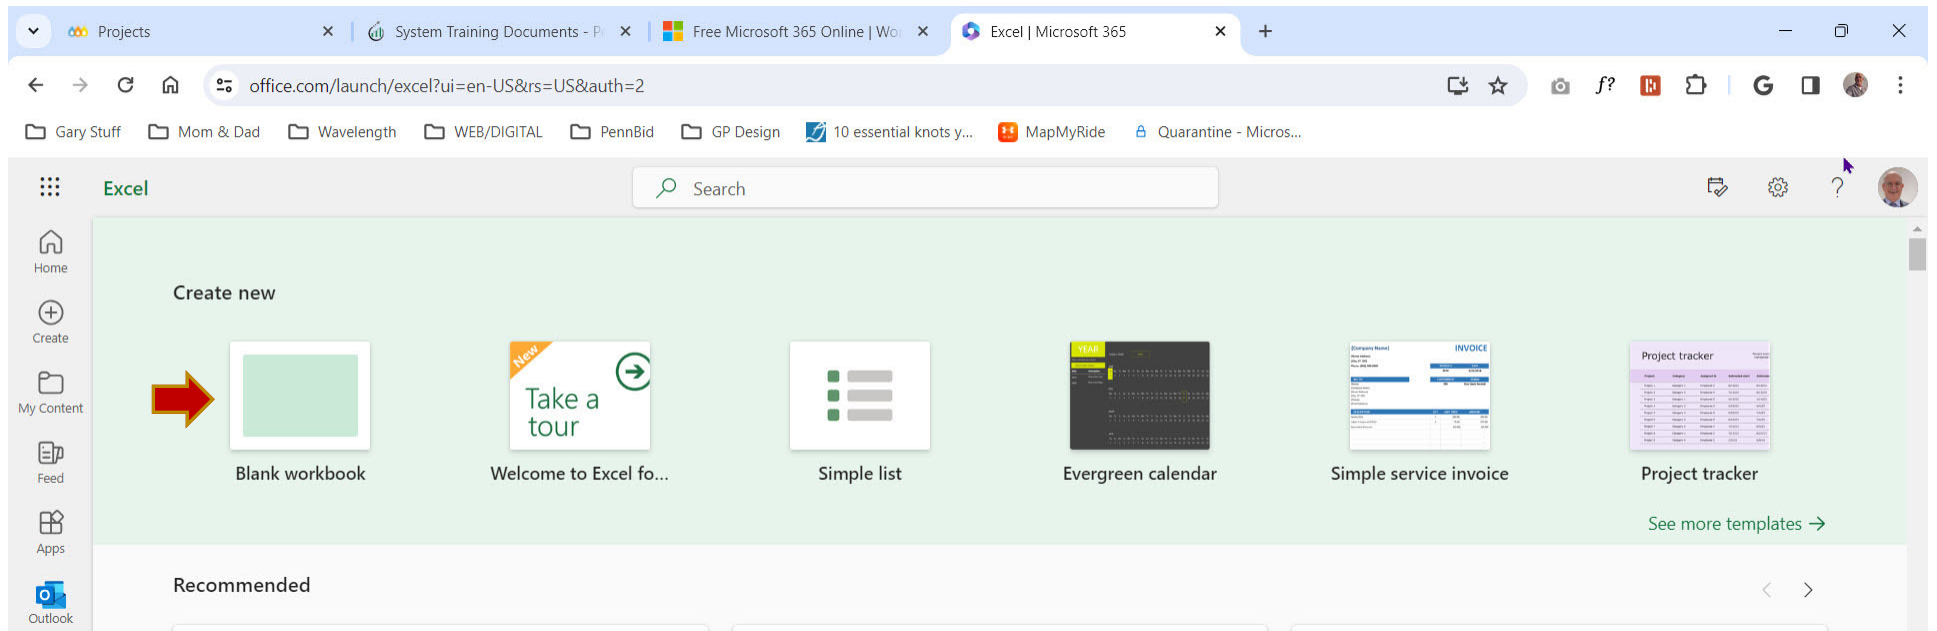 Projects
System Training Documents - P
Free Microsoft 365 Online | Wo
Excel | Microsoft 365
office.com/launch/excel?ui=en-US&rs=US&auth=2
f?
Gary Stuff
Mom & Dad
Wavelength
WEB/DIGITAL
PennBid
GP Design
10 essential knots y...
MapMyRide
Quarantine - Micros...
Excel
Search
Home
Create
My Content
Feed
Apps
Outlook
Create new
Blank workbook
New
Take a
tour
Welcome to Excel fo...
Simple list
YEAR
Evergreen calendar
[Company Name]
INVOICE
Simple service invoice
Project tracker
Project tracker
See more templates
Recommended